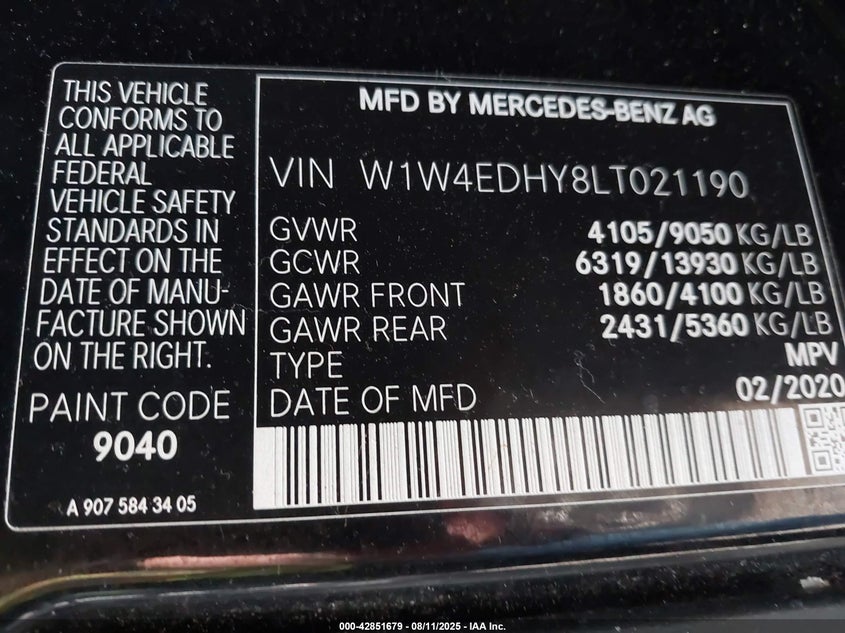 THIS VEHICLE
CONFORMS TO
ALL APPLICABLE
FEDERAL
VEHICLE SAFETY
STANDARDS IN
EFFECT ON THE
DATE OF MANU-
FACTURE SHOWN
ON THE RIGHT.
PAINT CODE
9040
A 907 584 34 05
MFD BY MERCEDES-BENZ AG
VIN W1W4EDHY8LT021190
GVWR 4105/9050 KG/LB
GCWR 6319/13930 KG/LB
GAWR FRONT 1860/4100 KG/LB
GAWR REAR 2431/5360 KG/LB
TYPE MPV
DATE OF MFD 02/2020
000-42851679 - 08/11/2025 - IAA Inc.